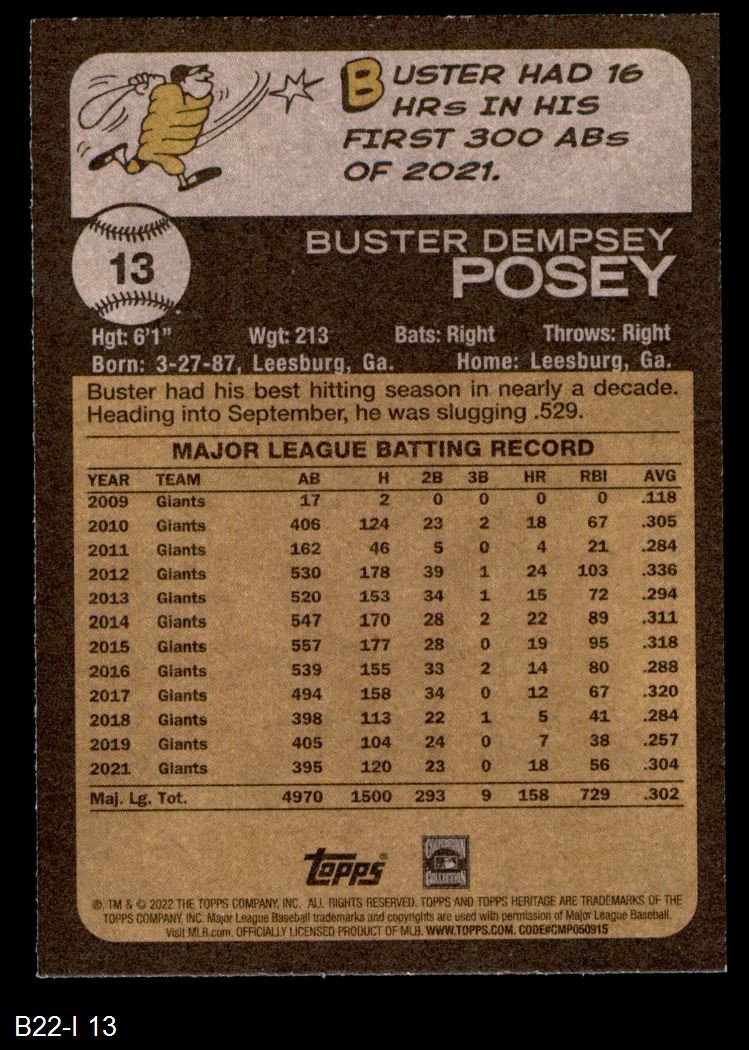 BUSTER HAD 16
HRS IN HIS
FIRST 300 ABS
OF 2021.
13
BUSTER DEMPSEY
POSEY
Hgt: 6'1" Wgt: 213 Bats: Right Throws: Right
Born: 3-27-87, Leesburg, Ga. Home: Leesburg, Ga.
Buster had his best hitting season in nearly a decade.
Heading into September, he was slugging .529.
MAJOR LEAGUE BATTING RECORD
YEAR TEAM AB H 2B 3B HR RBI AVG
2009 Giants 17 2 0 0 0 0 .118
2010 Giants 406 124 23 2 18 67 .305
2011 Giants 162 46 5 0 4 21 .284
2012 Giants 530 178 39 1 24 103 .336
2013 Giants 520 153 34 1 15 72 .294
2014 Giants 547 170 28 2 22 89 .311
2015 Giants 557 177 28 0 19 95 .318
2016 Giants 539 155 33 2 14 80 .288
2017 Giants 494 158 34 0 12 67 .320
2018 Giants 398 113 22 1 5 41 .284
2019 Giants 405 104 24 0 7 38 .257
2021 Giants 395 120 23 0 18 56 .304
Maj. Lg. Tot. 4970 1500 293 9 158 729 .302
topps®
COOPERSTOWN
COLLECTION
®, TM & © 2022 THE TOPPS COMPANY, INC. ALL RIGHTS RESERVED. TOPPS AND TOPPS HERITAGE ARE TRADEMARKS OF THE
TOPPS COMPANY, INC. Major League Baseball trademarks and copyrights are used with permission of Major League Baseball.
Visit MLB.com. OFFICIALLY LICENSED PRODUCT OF MLB. WWW.TOPPS.COM. CODE#CMP050915
B22-I 13